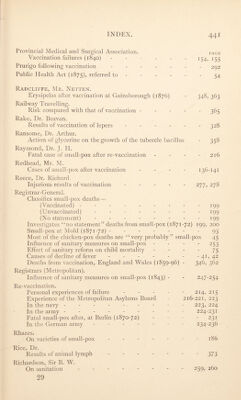 INDEX. 441
PAGE
Provincial Medical and Surgical Association.
Vaccination failures (1840) - - - - 154, 155
Prurigo following vaccination - - - - 292
Public Health Act (1875), referred to - - - - 54
RADCLIFFE, MR. NETTEN.
Erysipelas after vaccination at Gainsborough (1876) - 348, 363
Railway Travelling.
Risk compared with that of vaccination - - - 365
Rake, Dr. Beavan.
Results of vaccination of lepers - - - - 328
Ransome, Dr. Arthur.
Action of glycerine on the growth of the tubercle bacillus - 358
Raymond, Dr. J. H.
Fatal case of small-pox after re-vaccination - - 216
Redhead, Mr. M.
Cases of small-pox after vaccination - - - 136-141
Reece, Dr. Richard
Injurious results of vaccination - - - 277, 278
Registrar-General.
Classifies small-pox deaths—
(Vaccinated) - - - - - 199
(Unvaccinated) - - - - - 199
(No statement) - - - - - 199
Investigates "no statement" deaths from small-pox (1871-72) 199, 200
Small-pox at Mold (1871-72) - - - - 93
Most of the chicken-pox deaths are "very probably" small-pox 43
Influence of sanitary measures on small-pox - - 253
Effect of sanitary reform on child mortality - - - 75
Causes of decline of fever - - - - 41, 42
Deaths from vaccination, England and Wales (1859-96) - 346, 362
Registrars (Metropolitan).
Influence of sanitary measures on small-pox (1843) - - 247-254
Re-vaccination.
Personal experiences of failure - - - 214, 215
Experience of the Metropolitan Asylums Board - 216-221, 223
In the navy - - - - - 223, 224
In the army - - - - - 224-231
Fatal small-pox after, at Berlin (1870-72) - - - 231
In the German army - - - - 234-236
Rhazes.
On varieties of small-pox - - - - 186
Rice, Dr.
Results of animal lymph - - - - 373
Richardson, Sir B. W.
On sanitation - - - - - 259, 260
29